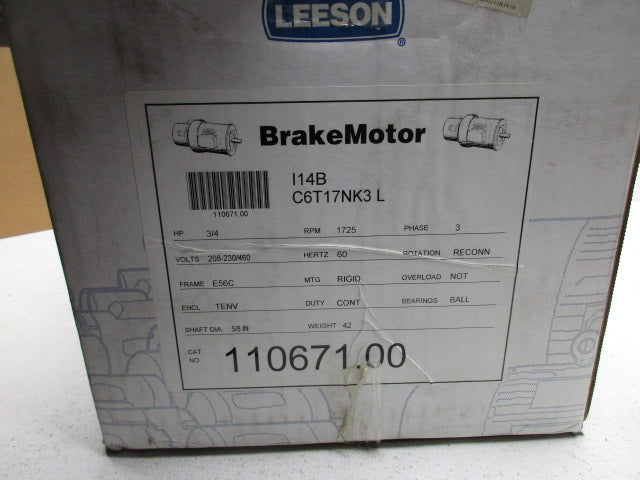 LEESON
®
BrakeMotor
I14B
C6T17NK3 L
110671.00
HP 3/4 RPM 1725 PHASE 3
VOLTS 208-230/460 HERTZ 60 ROTATION RECONN
FRAME E56C MTG RIGID OVERLOAD NOT
ENCL TENV DUTY CONT BEARINGS BALL
SHAFT DIA 5/8 IN WEIGHT 42
CAT NO 110671.00